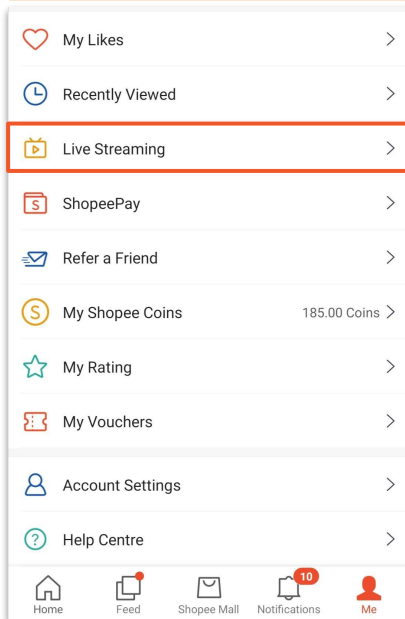 My Likes
Recently Viewed
Live Streaming
S ShopeePay
Refer a Friend
S My Shopee Coins 185.00 Coins
My Rating
My Vouchers
Account Settings
? Help Centre
10
Home Feed Shopee Mall Notifications Me